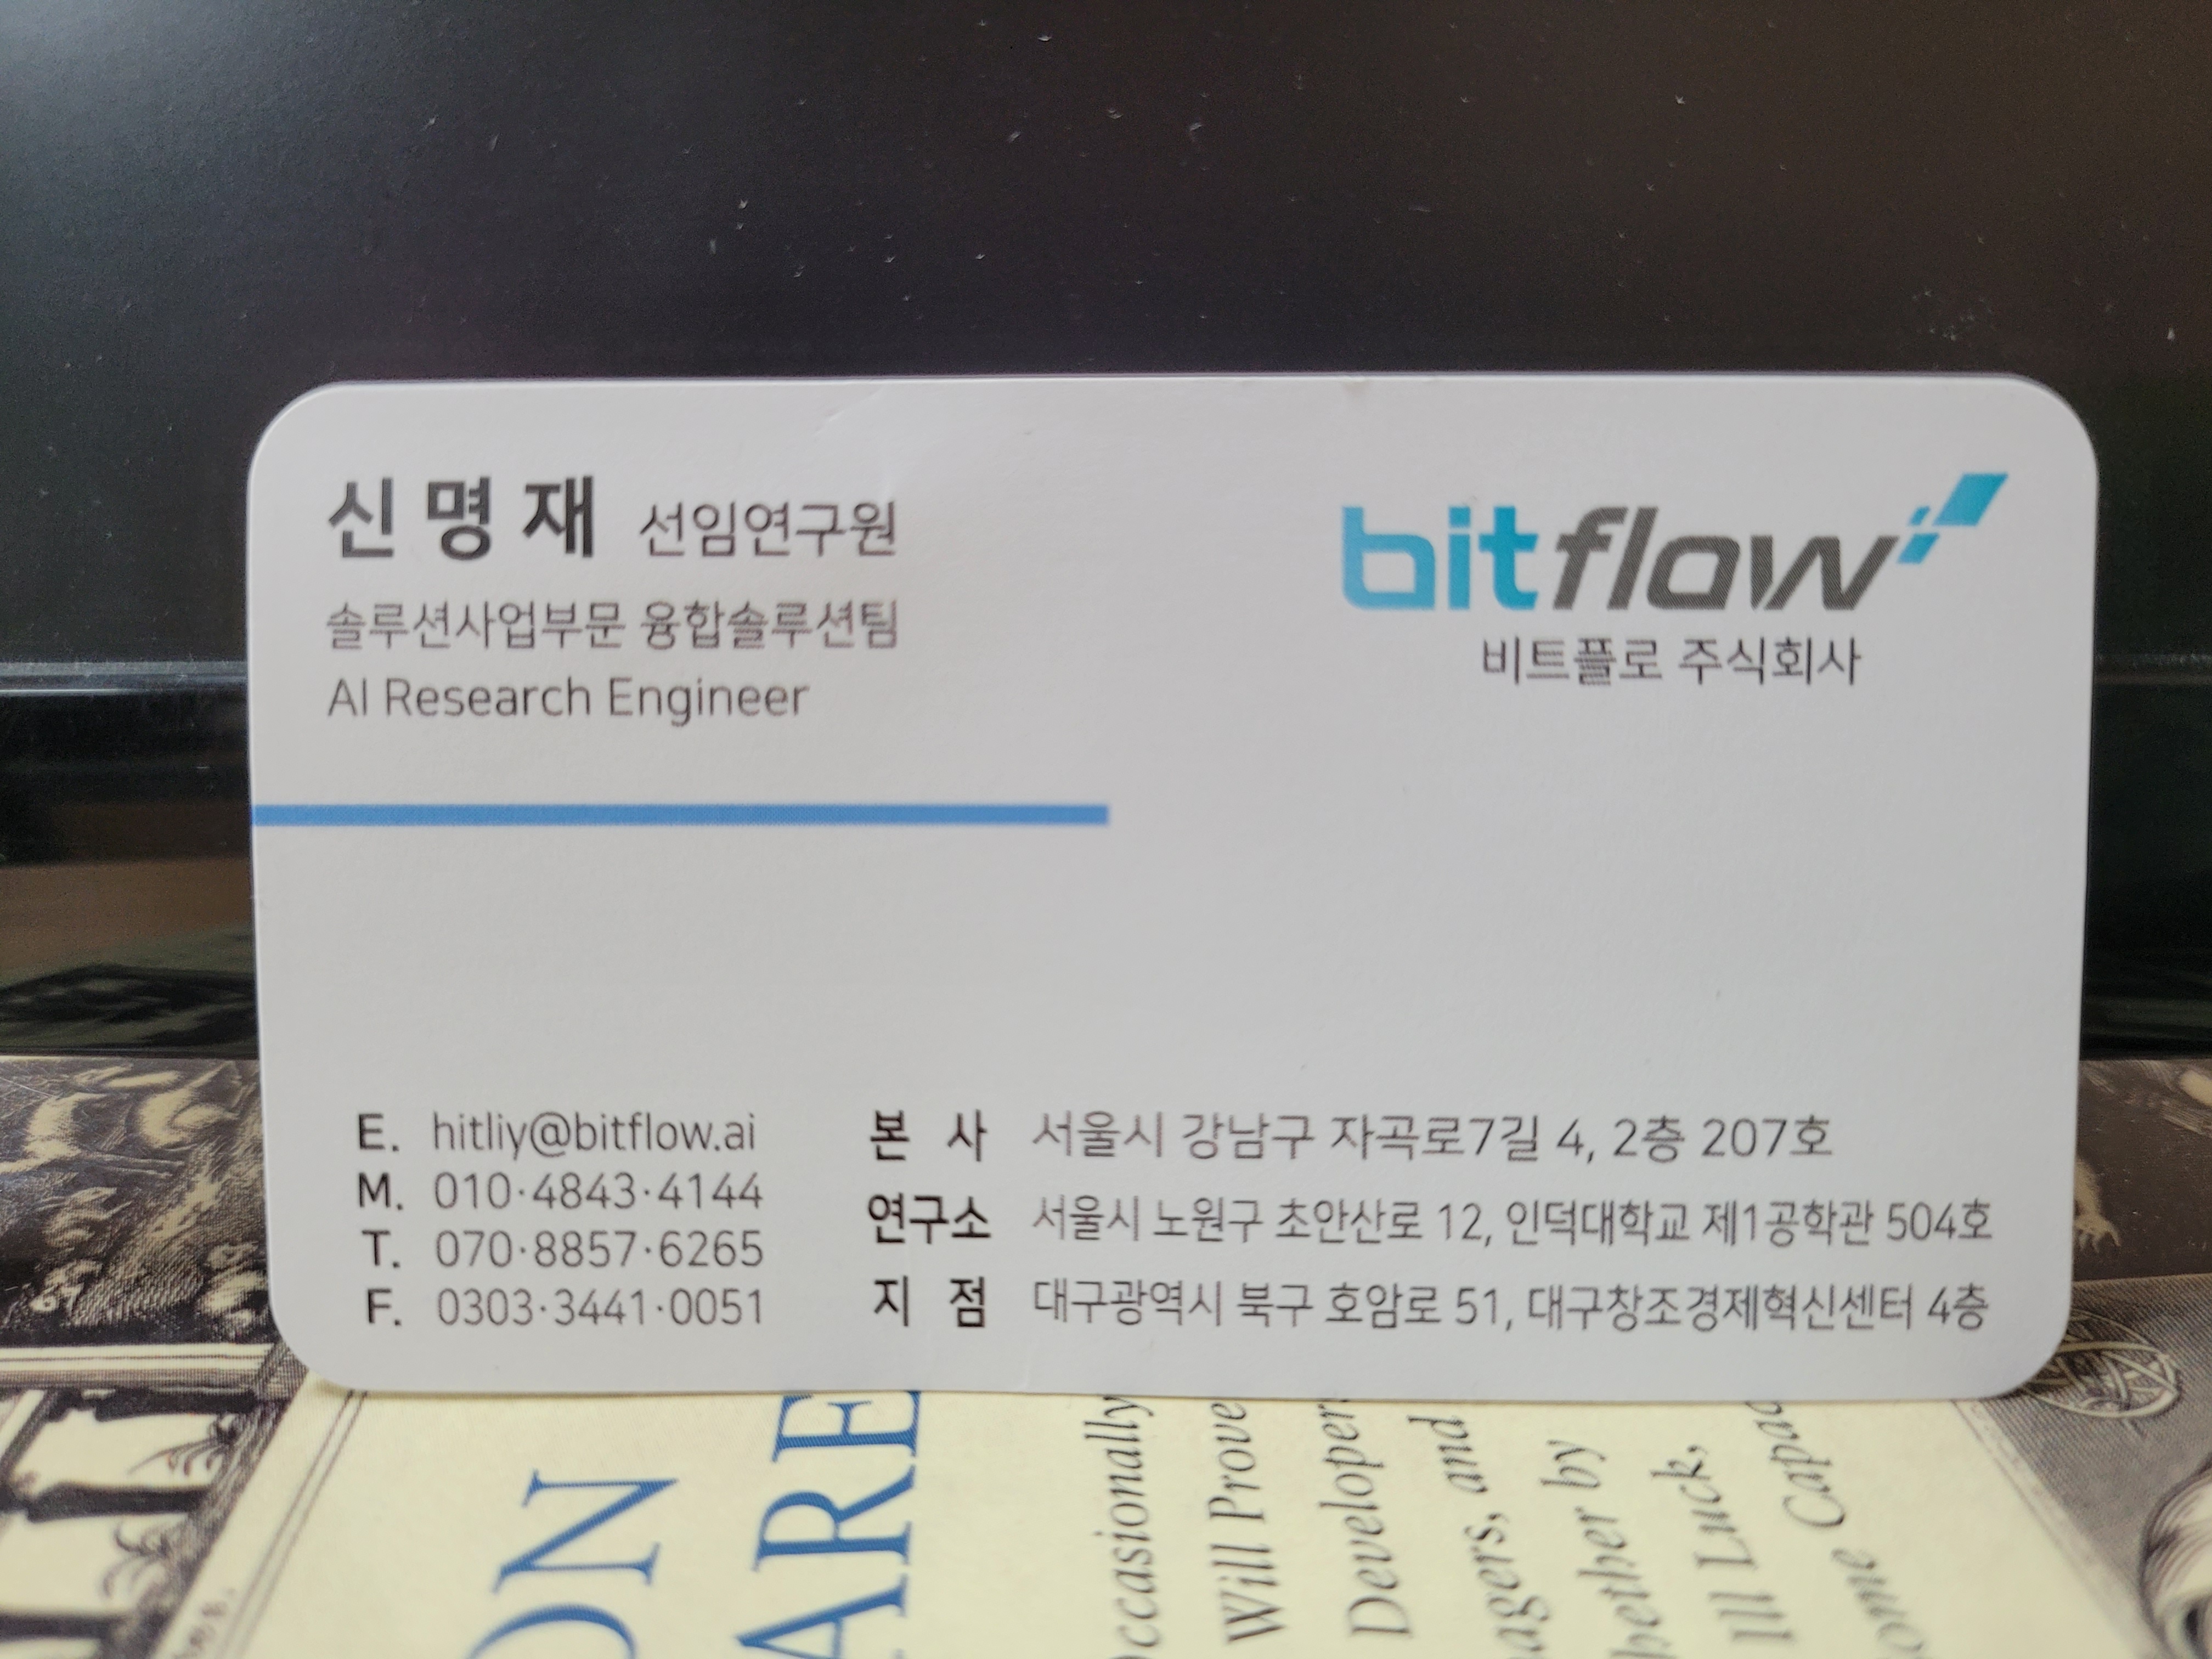 신명재 선임연구원
솔루션사업부문 융합솔루션팀
AI Research Engineer
bitflow
비트플로 주식회사
E. hitliy@bitflow.ai
M. 010·4843·4144
T. 070·8857·6265
F. 0303·3441·0051
본 사 서울시 강남구 자곡로7길 4, 2층 207호
연구소 서울시 노원구 초안산로 12, 인덕대학교 제1공학관 504호
지 점 대구광역시 북구 호암로 51, 대구창조경제혁신센터 4층
ON
ARE
occasionally
Will Prove
Developer
agers, and
hether by
Ill Luck,
ome Capac